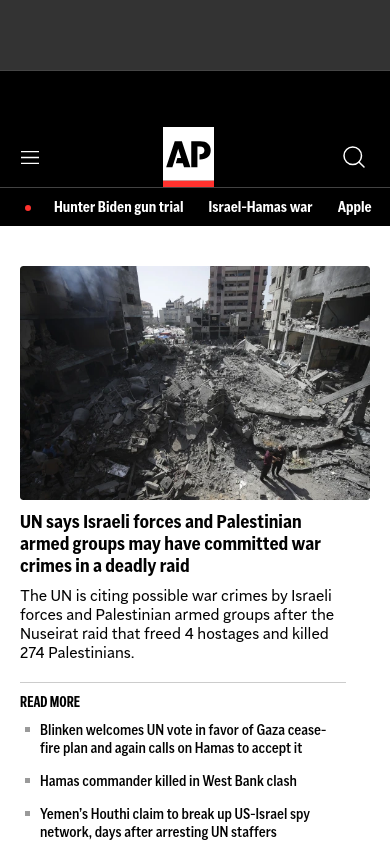 AP
Hunter Biden gun trial Israel-Hamas war Apple
UN says Israeli forces and Palestinian
armed groups may have committed war
crimes in a deadly raid
The UN is citing possible war crimes by Israeli
forces and Palestinian armed groups after the
Nuseirat raid that freed 4 hostages and killed
274 Palestinians.
READ MORE
Blinken welcomes UN vote in favor of Gaza cease-
fire plan and again calls on Hamas to accept it
Hamas commander killed in West Bank clash
Yemen’s Houthi claim to break up US-Israel spy
network, days after arresting UN staffers